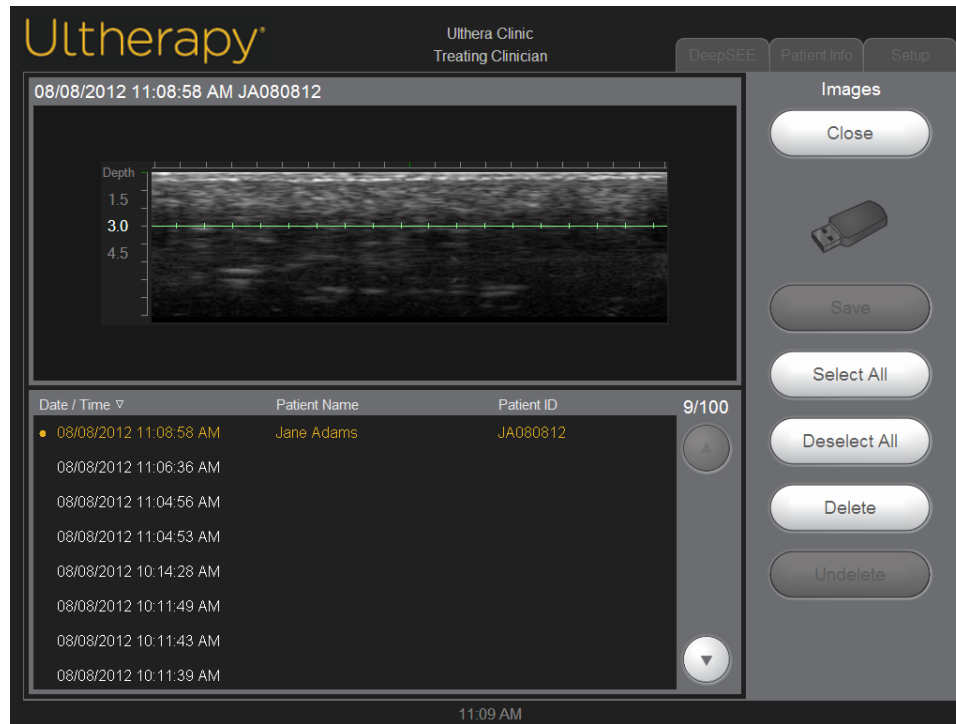 Ultherapy
Ulthera Clinic
Treating Clinician
DeepSEE
Patient Info
Setup
08/08/2012 11:08:58 AM JA080812
Images
Close
Depth
1.5
3.0
4.5
Save
Select All
Deselect All
Delete
Undelete
Date / Time Patient Name Patient ID 9/100
08/08/2012 11:08:58 AM Jane Adams JA080812
08/08/2012 11:06:36 AM
08/08/2012 11:04:56 AM
08/08/2012 11:04:53 AM
08/08/2012 10:14:28 AM
08/08/2012 10:11:49 AM
08/08/2012 10:11:43 AM
08/08/2012 10:11:39 AM
11:09 AM